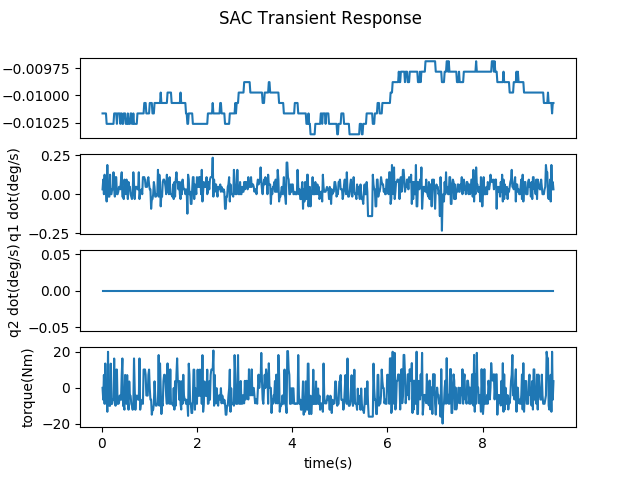 SAC Transient Response
−0.00975
−0.01000
−0.01025
q1 dot(deg/s)
0.25
0.00
−0.25
q2 dot(deg/s)
0.05
0.00
−0.05
torque(Nm)
20
0
−20
0 2 4 6 8
time(s)